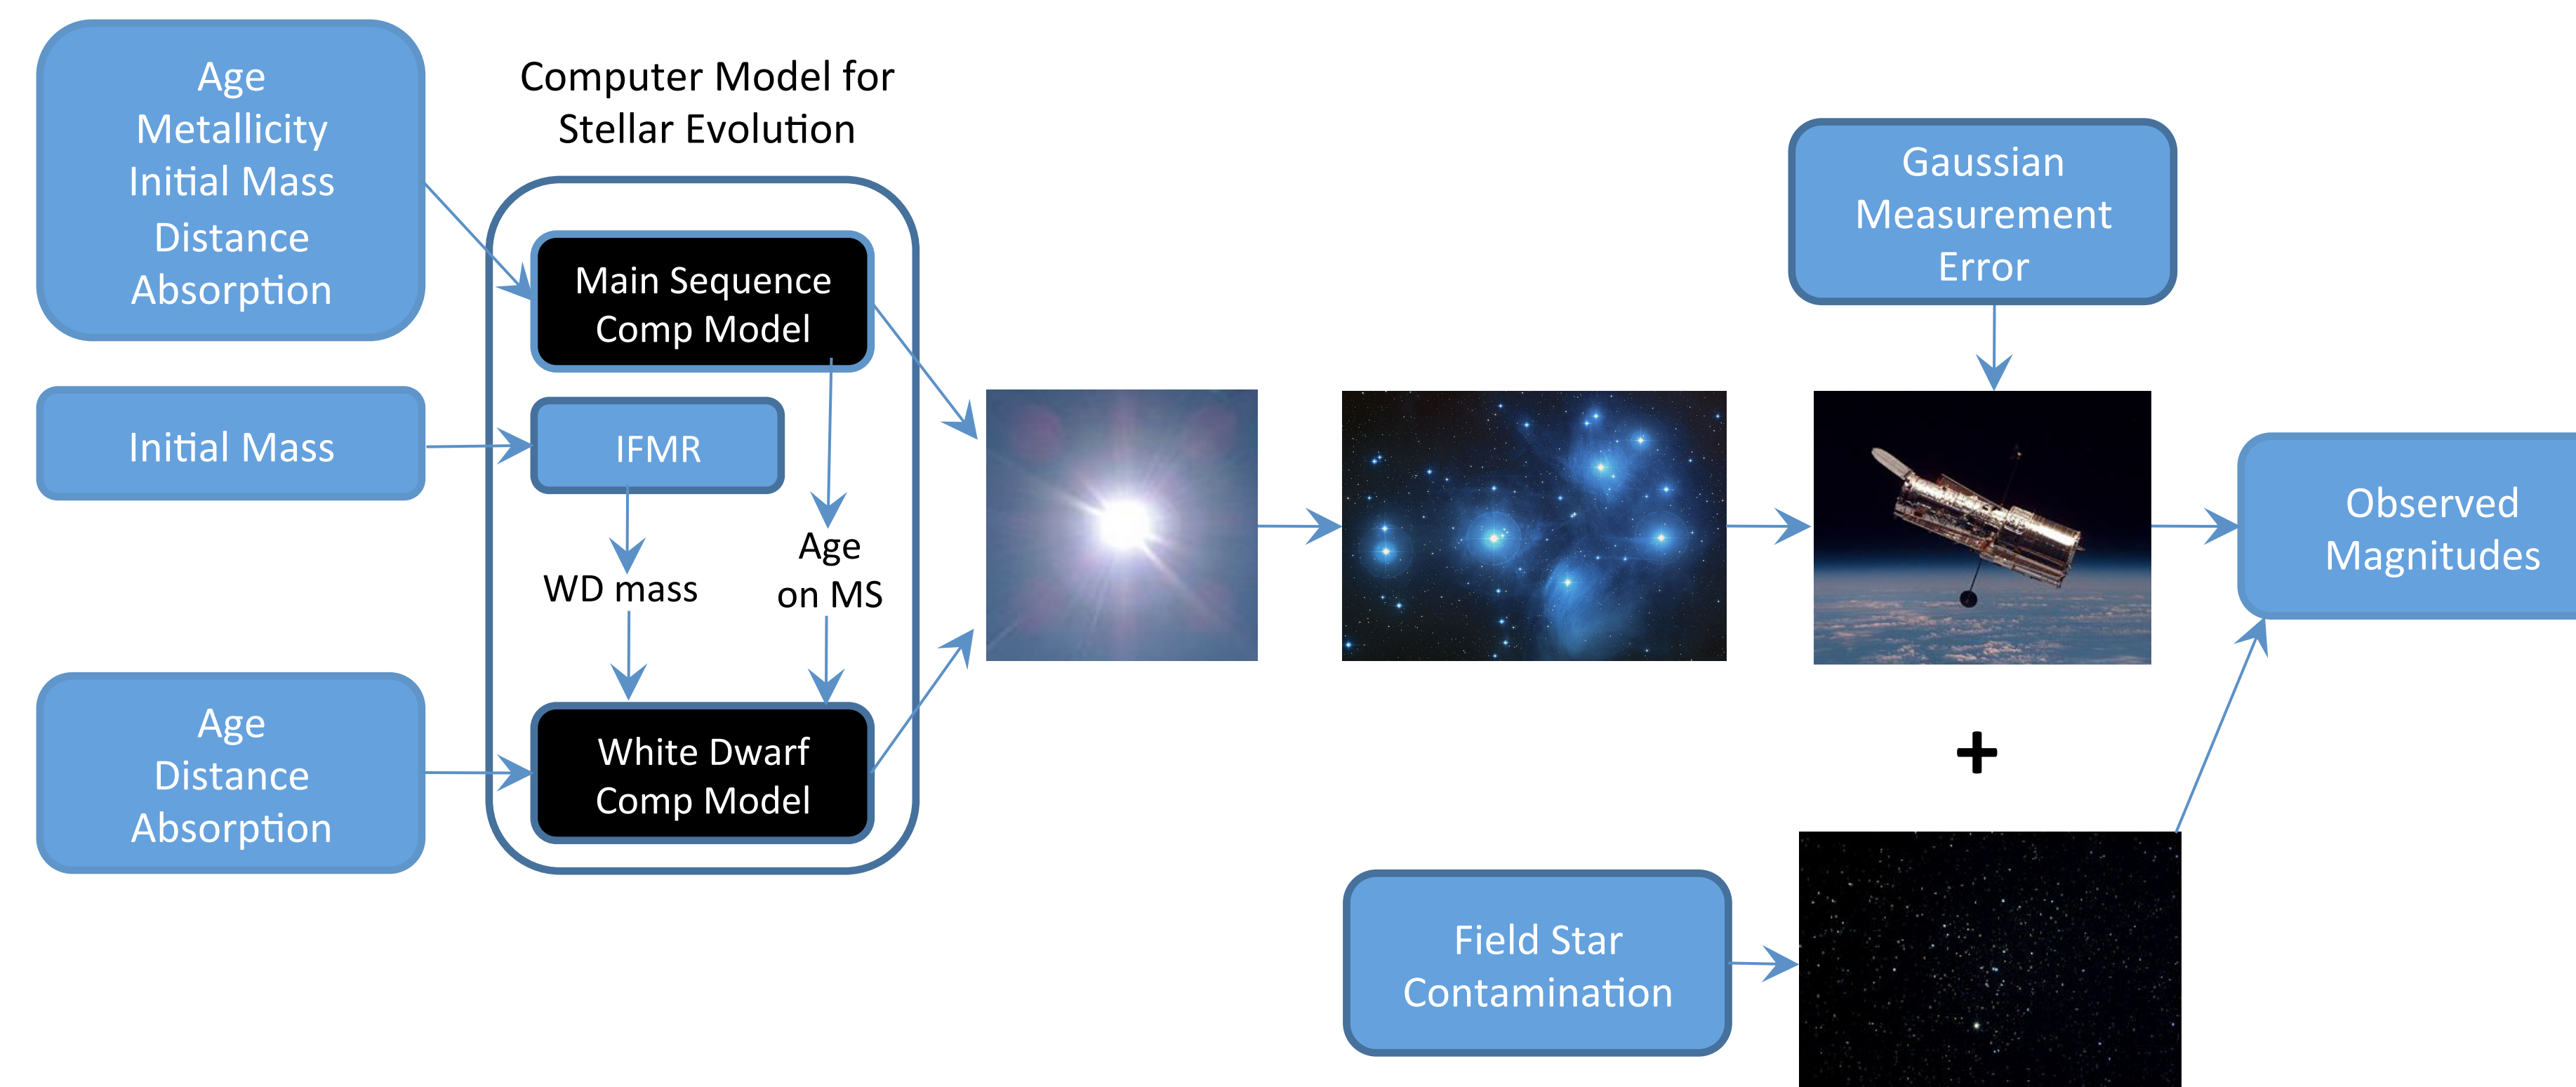 Age
Metallicity
Initial Mass
Distance
Absorption
Initial Mass
Age
Distance
Absorption
Computer Model for
Stellar Evolution
Main Sequence
Comp Model
IFMR
WD mass
Age
on MS
White Dwarf
Comp Model
Gaussian
Measurement
Error
+
Field Star
Contamination
Observed
Magnitudes